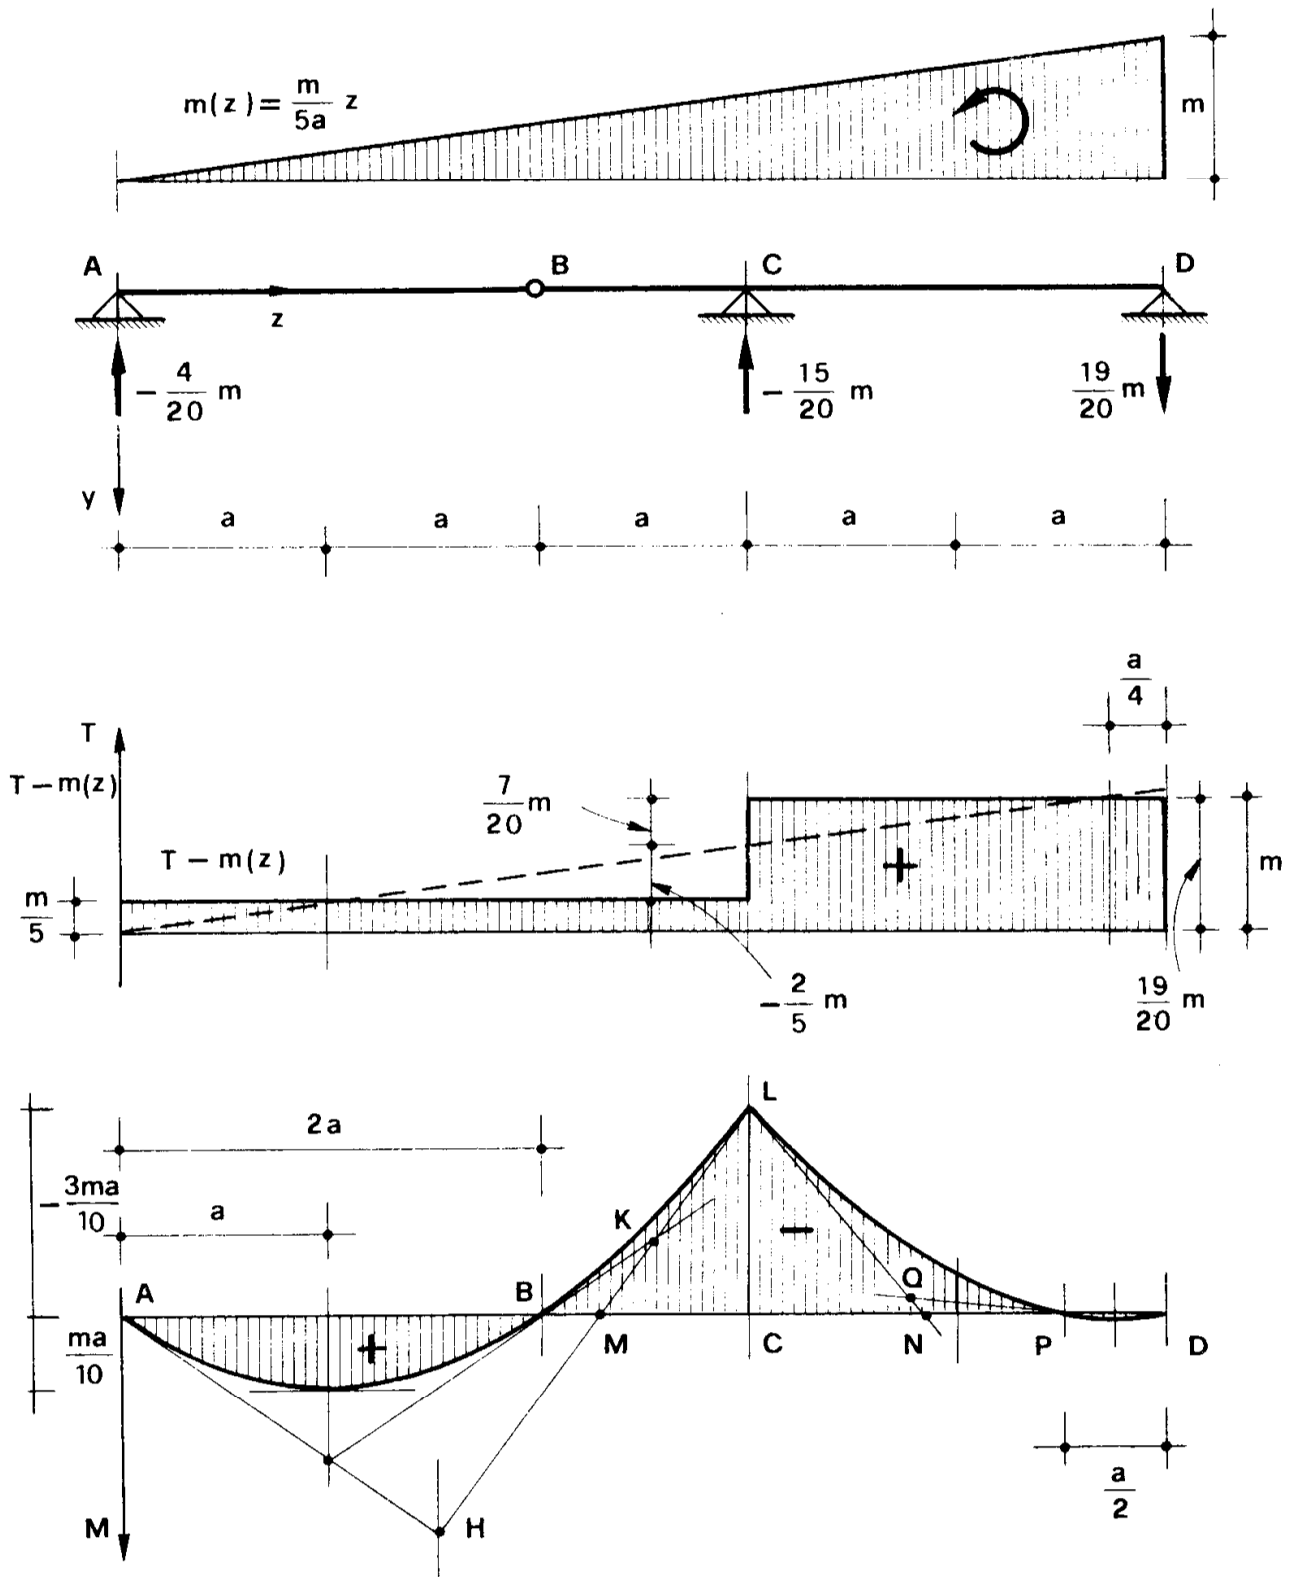 m(z) = m/5a z
m
A
B
C
D
z
- 4/20 m
- 15/20 m
19/20 m
y
a
a
a
a
a
a/4
T
T - m(z)
7/20 m
T - m(z)
+
m
m/5
- 2/5 m
19/20 m
L
2a
- 3ma/10
a
K
-
A
B
Q
+
M
C
N
P
D
ma/10
a/2
M
H